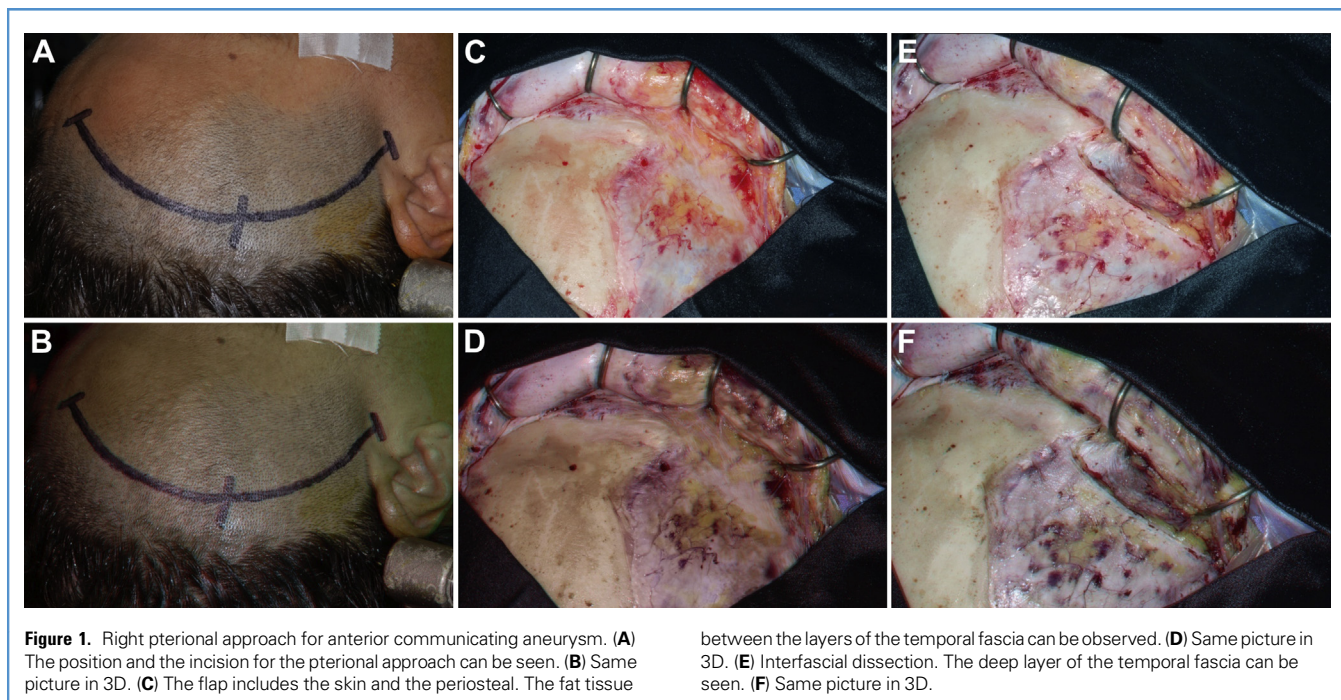 A
C
E
B
D
F
Figure 1. Right pterional approach for anterior communicating aneurysm. (A)
The position and the incision for the pterional approach can be seen. (B) Same
picture in 3D. (C) The flap includes the skin and the periosteal. The fat tissue
between the layers of the temporal fascia can be observed. (D) Same picture in
3D. (E) Interfascial dissection. The deep layer of the temporal fascia can be
seen. (F) Same picture in 3D.